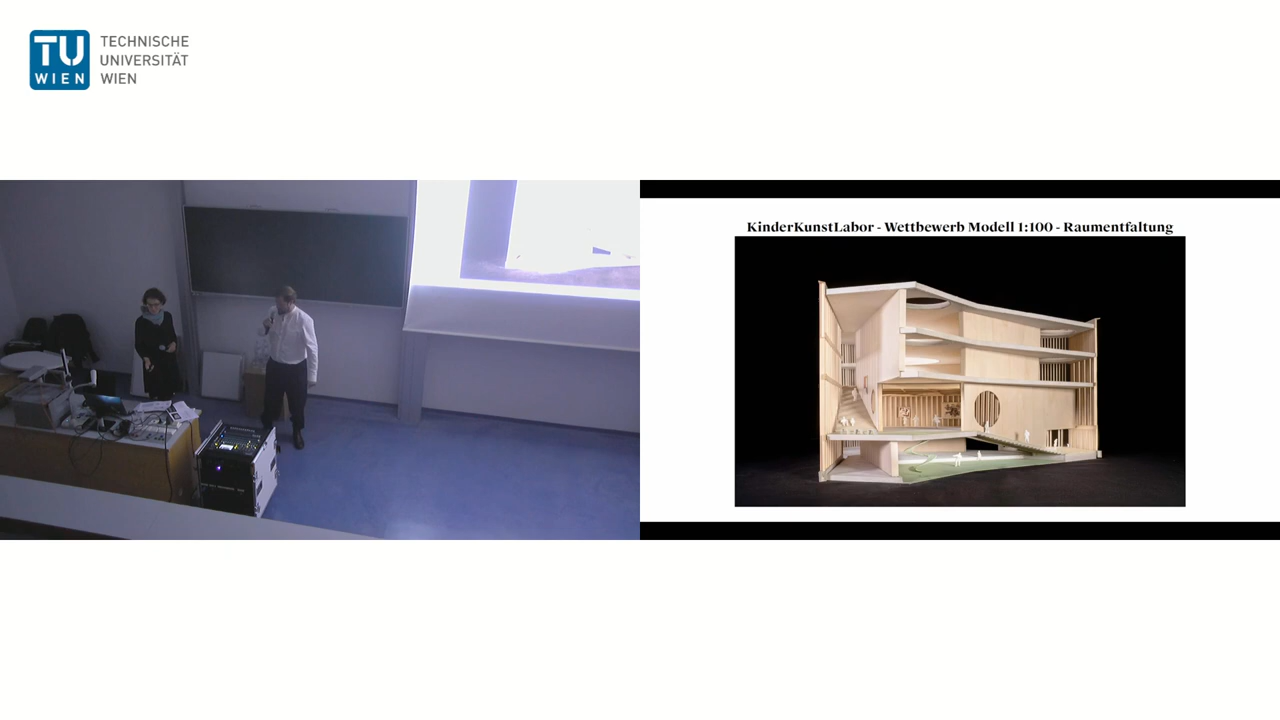 TU
WIEN
TECHNISCHE
UNIVERSITÄT
WIEN
KinderKunstLabor - Wettbewerb Modell 1:100 - Raumentfaltung